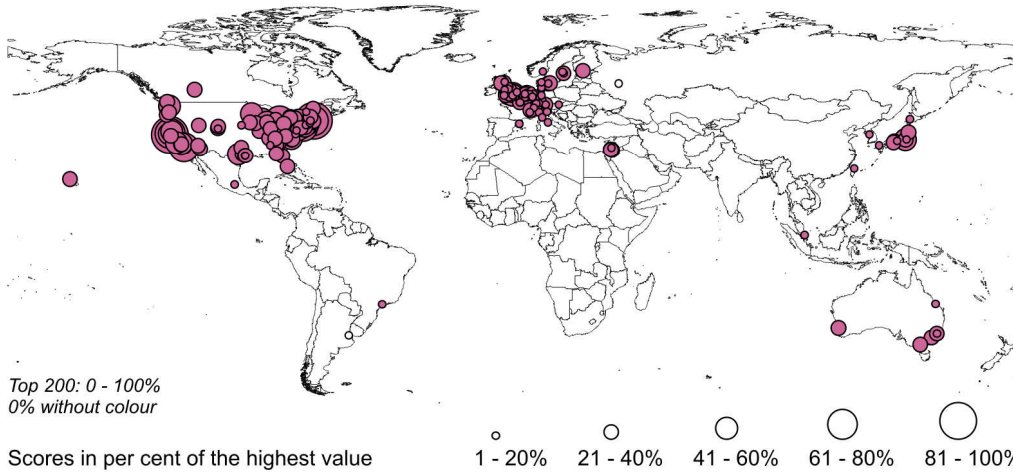 Top 200: 0 - 100%
0% without colour
Scores in per cent of the highest value
1 - 20%
21 - 40%
41 - 60%
61 - 80%
81 - 100%